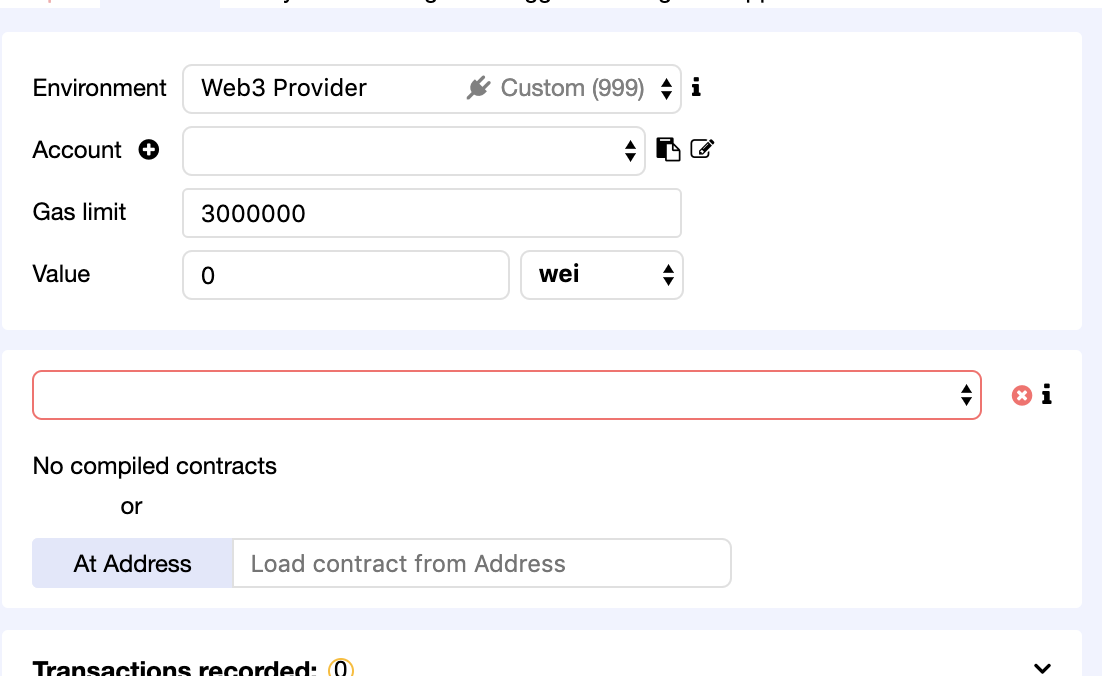 Environment Web3 Provider Custom (999)
Account
Gas limit 3000000
Value 0 wei
No compiled contracts
or
At Address Load contract from Address
Transactions recorded: 0